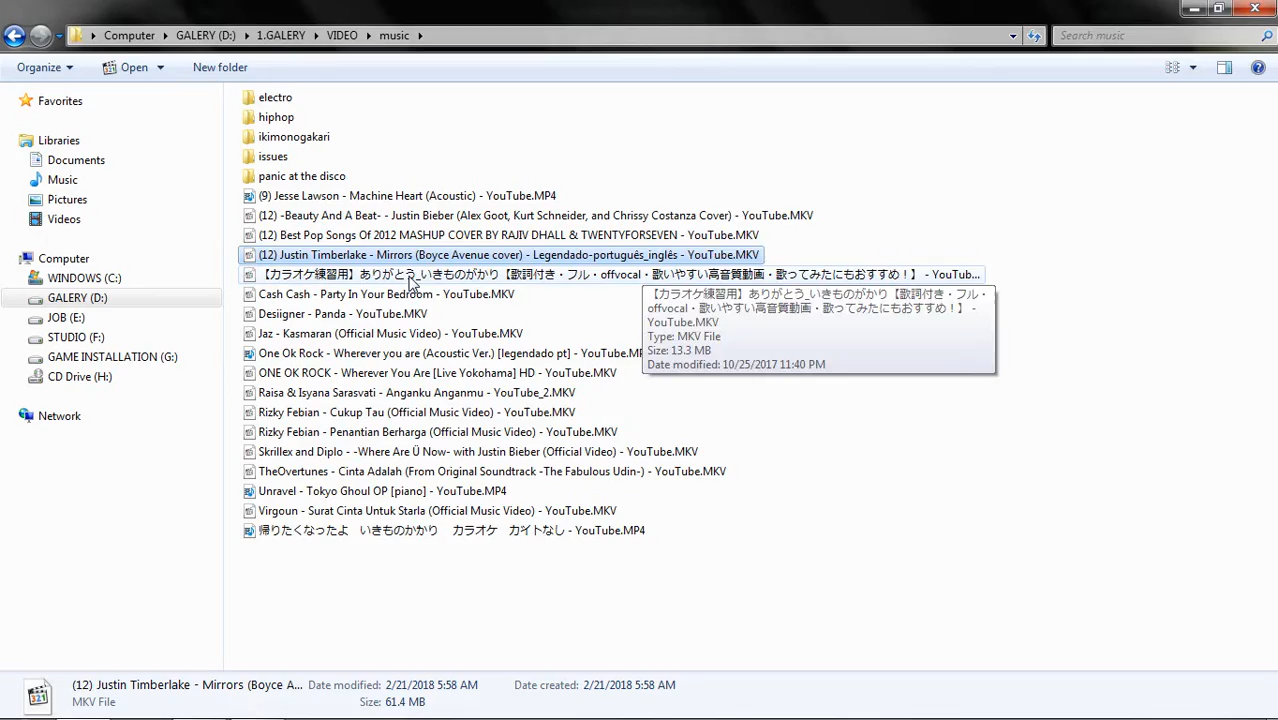 Computer GALERY (D:) 1.GALERY VIDEO music Search music
Organize Open New folder
Favorites
Libraries
Documents
Music
Pictures
Videos
Computer
WINDOWS (C:)
GALERY (D:)
JOB (E:)
STUDIO (F:)
GAME INSTALLATION (G:)
CD Drive (H:)
Network
electro
hiphop
ikimonogakari
issues
panic at the disco
(9) Jesse Lawson - Machine Heart (Acoustic) - YouTube.MP4
(12) -Beauty And A Beat- - Justin Bieber (Alex Goot, Kurt Schneider, and Chrissy Costanza Cover) - YouTube.MKV
(12) Best Pop Songs Of 2012 MASHUP COVER BY RAJIV DHALL & TWENTYFORSEVEN - YouTube.MKV
(12) Justin Timberlake - Mirrors (Boyce Avenue cover) - Legendado-português_inglês - YouTube.MKV
【カラオケ練習用】ありがとう_いきものがかり【歌詞付き・フル・offvocal・歌いやすい高音質動画・歌ってみたにもおすすめ！】 - YouTub...
Cash Cash - Party In Your Bedroom - YouTube.MKV
Desiigner - Panda - YouTube.MKV
Jaz - Kasmaran (Official Music Video) - YouTube.MKV
One Ok Rock - Wherever you are (Acoustic Ver.) [legendado pt] - YouTube.MP
ONE OK ROCK - Wherever You Are [Live Yokohama] HD - YouTube.MKV
Raisa & Isyana Sarasvati - Anganku Anganmu - YouTube_2.MKV
Rizky Febian - Cukup Tau (Official Music Video) - YouTube.MKV
Rizky Febian - Penantian Berharga (Official Music Video) - YouTube.MKV
Skrillex and Diplo - -Where Are Ü Now- with Justin Bieber (Official Video) - YouTube.MKV
TheOvertunes - Cinta Adalah (From Original Soundtrack -The Fabulous Udin-) - YouTube.MKV
Unravel - Tokyo Ghoul OP [piano] - YouTube.MP4
Virgoun - Surat Cinta Untuk Starla (Official Music Video) - YouTube.MKV
帰りたくなったよ　いきものかかり　カラオケ　カイトなし - YouTube.MP4
【カラオケ練習用】ありがとう_いきものがかり【歌詞付き・フル・
offvocal・歌いやすい高音質動画・歌ってみたにもおすすめ！】 -
YouTube.MKV
Type: MKV File
Size: 13.3 MB
Date modified: 10/25/2017 11:40 PM
(12) Justin Timberlake - Mirrors (Boyce A... Date modified: 2/21/2018 5:58 AM Date created: 2/21/2018 5:58 AM
MKV File Size: 61.4 MB